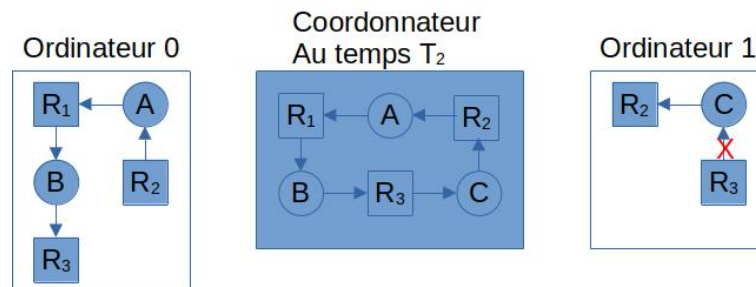 Ordinateur 0
R1
A
B
R2
R3
Coordonnateur
Au temps T2
R1
A
R2
B
R3
C
Ordinateur 1
R2
C
X
R3